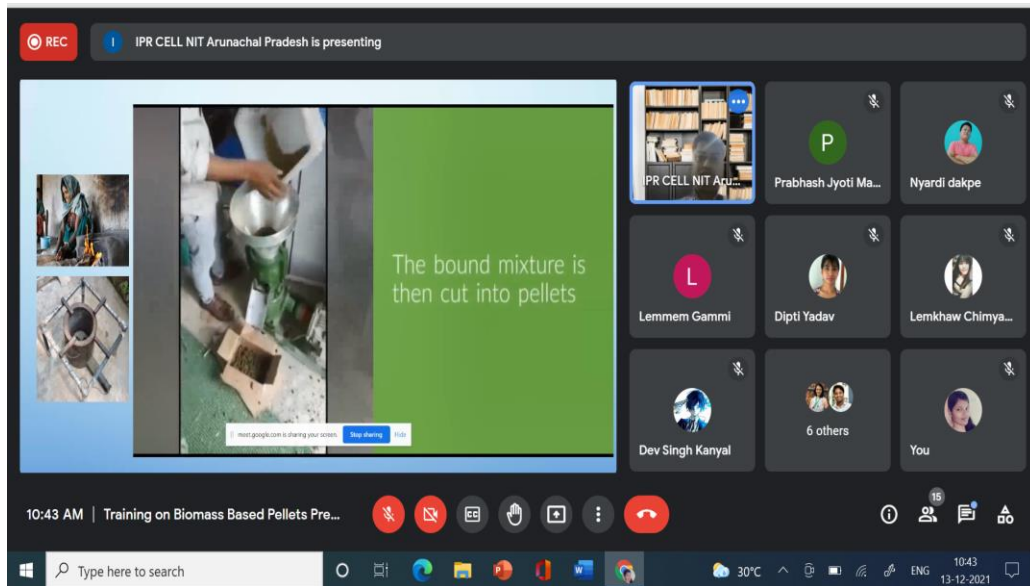 REC
I
IPR CELL NIT Arunachal Pradesh is presenting
The bound mixture is
then cut into pellets
meet.google.com is sharing your screen.
Stop sharing
Hide
IPR CELL NIT Aru...
P
Prabhash Jyoti Ma...
Nyardi dakpe
L
Lemmem Gammi
Dipti Yadav
Lemkhaw Chimya...
Dev Singh Kanyal
6 others
You
10:43 AM | Training on Biomass Based Pellets Pre...
CC
15
Type here to search
30°C
ENG
10:43
13-12-2021